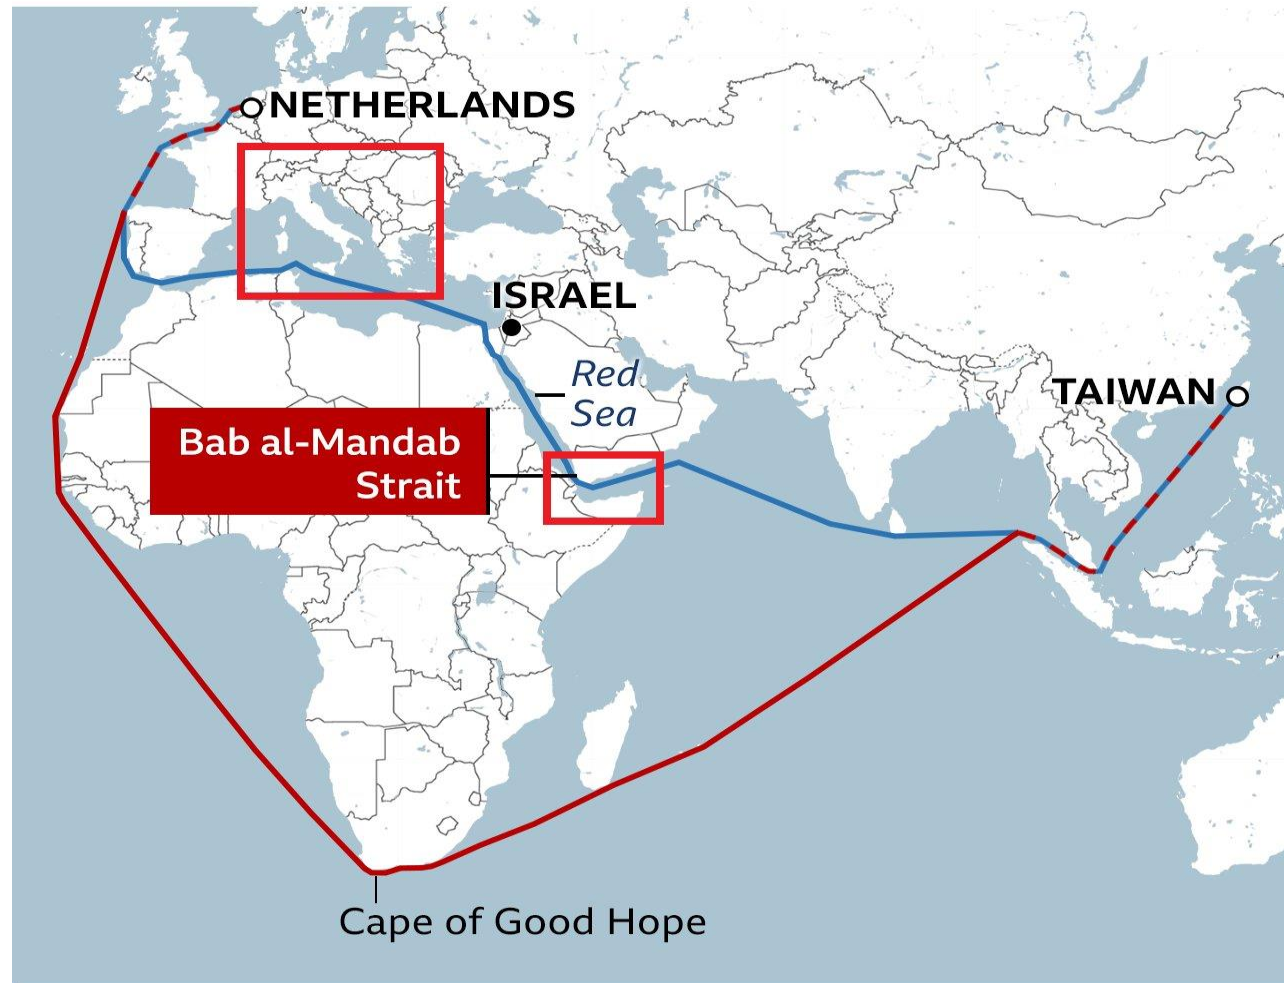 NETHERLANDS
ISRAEL
Red
Sea
TAIWAN
Bab al-Mandab
Strait
Cape of Good Hope